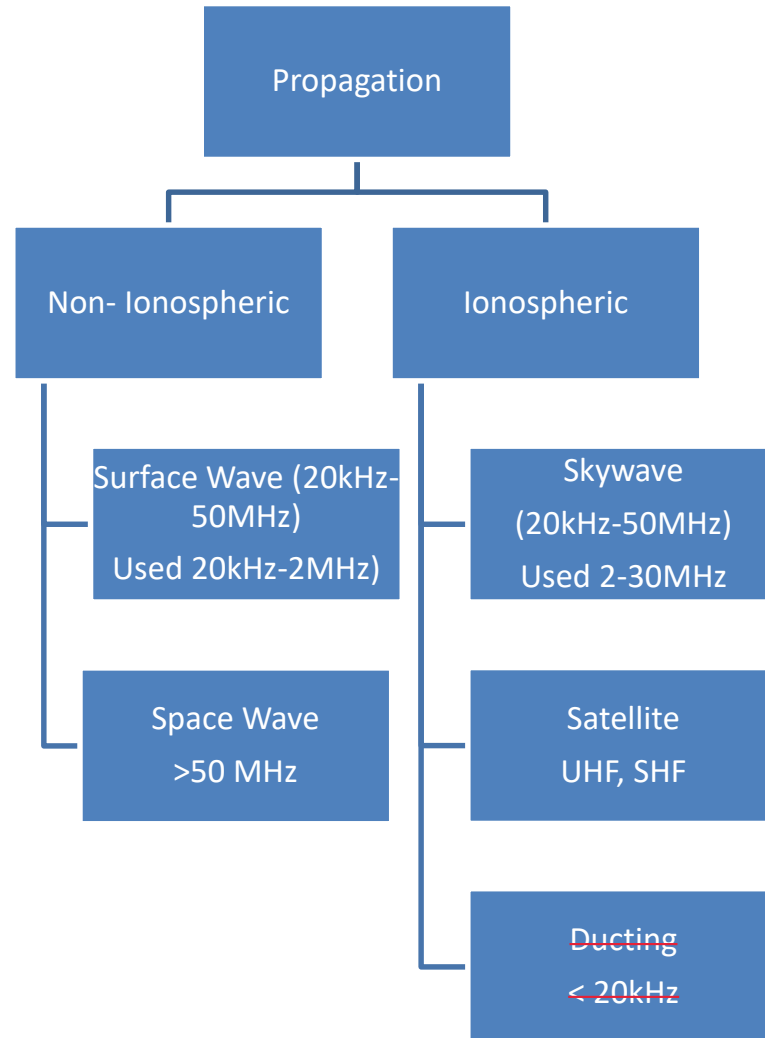 Propagation
Non- Ionospheric
Ionospheric
Surface Wave (20kHz-
50MHz)
Used 20kHz-2MHz)
Skywave
(20kHz-50MHz)
Used 2-30MHz
Space Wave
>50 MHz
Satellite
UHF, SHF
Ducting
< 20kHz